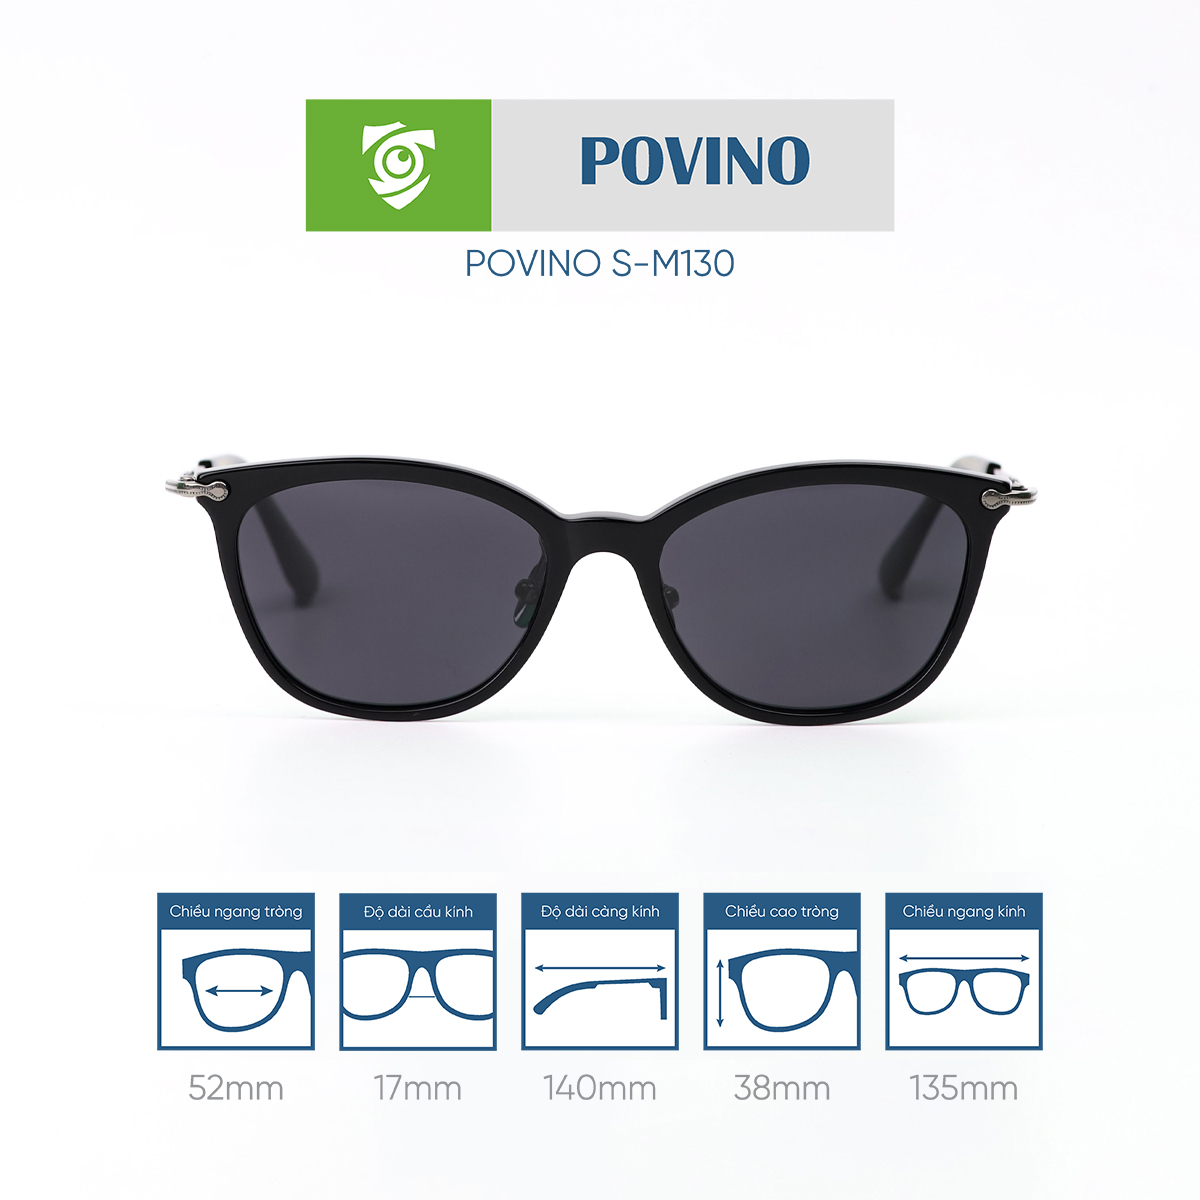 POVINO
POVINO S-M130
Chiều ngang tròng
Độ dài cầu kính
Độ dài càng kính
Chiều cao tròng
Chiều ngang kính
52mm
17mm
140mm
38mm
135mm